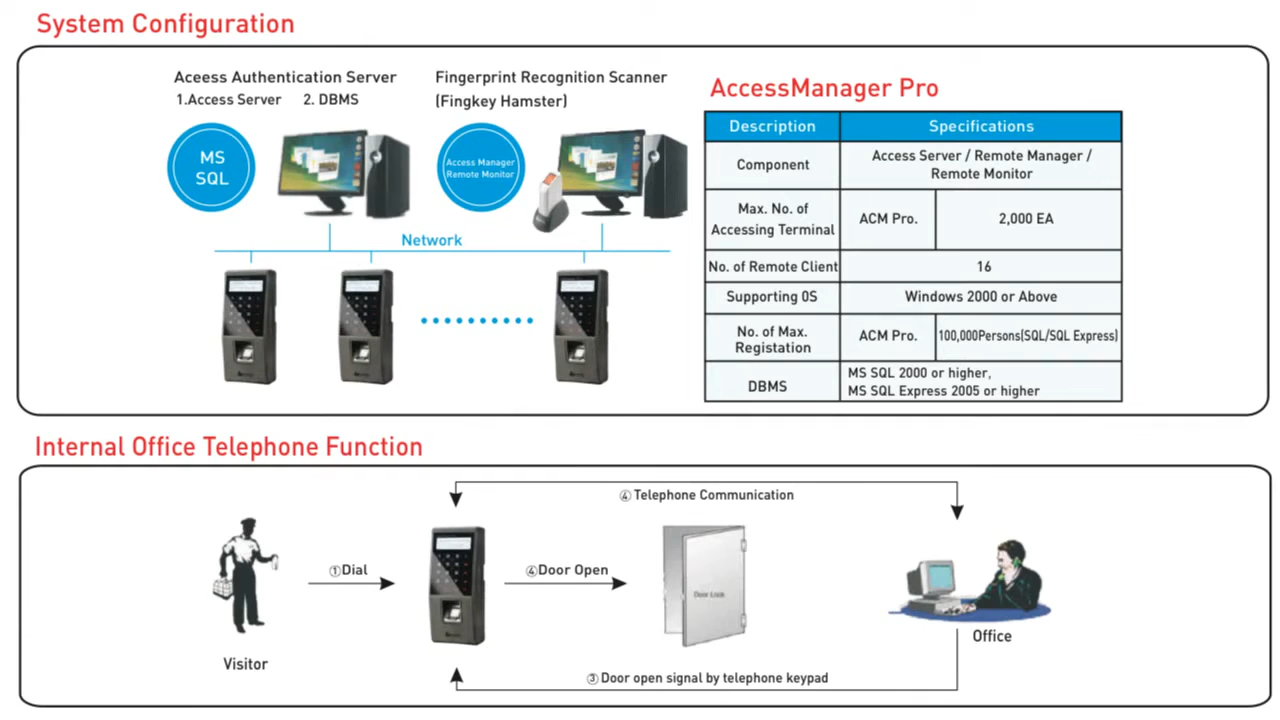 System Configuration
Aceess Authentication Server
1.Access Server 2. DBMS
Fingerprint Recognition Scanner
(Fingkey Hamster)
MS
SQL
Access Manager
Remote Monitor
Network
AccessManager Pro
Description Specifications
Component Access Server / Remote Manager /
Remote Monitor
Max. No. of
Accessing Terminal ACM Pro. 2,000 EA
No. of Remote Client 16
Supporting 0S Windows 2000 or Above
No. of Max.
Registation ACM Pro. 100,000Persons(SQL/SQL Express)
DBMS MS SQL 2000 or higher,
MS SQL Express 2005 or higher
Internal Office Telephone Function
④ Telephone Communication
①Dial
④Door Open
Door Lock
Office
Visitor
③ Door open signal by telephone keypad